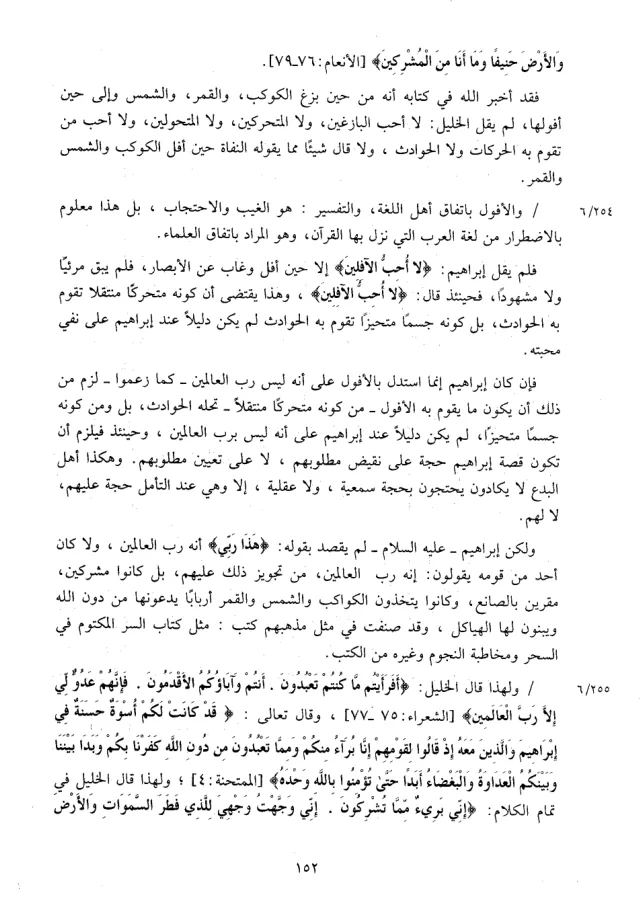 وَالأَرْضَ حَنِيفًا وَمَا أَنَا مِنَ الْمُشْرِكِينَ﴾ [الأنعام:٧٦ـ٧٩].
فقد أخبر الله في كتابه أنه من حين بزغ الكوكب، والقمر، والشمس وإلى حين
أفولها، لم يقل الخليل: لا أحب البازغين، ولا المتحركين، ولا المتحولين، ولا أحب من
تقوم به الحركات ولا الحوادث ، ولا قال شيئًا مما يقوله النفاة حين أفل الكوكب والشمس
والقمر.
٦/٢٥٤ / والأفول باتفاق أهل اللغة، والتفسير : هو الغيب والاحتجاب ، بل هذا معلوم
بالاضطرار من لغة العرب التي نزل بها القرآن، وهو المراد باتفاق العلماء.
فلم يقل إبراهيم: ﴿لا أُحِبُّ الآفِلِينَ﴾ إلا حين أفل وغاب عن الأبصار، فلم يبق مرئيًا
ولا مشهودًا، فحينئذ قال: ﴿لا أُحِبُّ الآفِلِينَ﴾ ، وهذا يقتضى أن كونه متحركًا منتقلا تقوم
به الحوادث، بل كونه جسمًا متحيزًا تقوم به الحوادث لم يكن دليلاً عند إبراهيم على نفي
محبته.
فإن كان إبراهيم إنما استدل بالأفول على أنه ليس رب العالمين ـ كما زعموا ـ لزم من
ذلك أن يكون ما يقوم به الأفول ـ من كونه متحركًا منتقلاً ـ تحله الحوادث، بل ومن كونه
جسمًا متحيزًا، لم يكن دليلاً عند إبراهيم على أنه ليس برب العالمين ، وحينئذ فيلزم أن
تكون قصة إبراهيم حجة على نقيض مطلوبهم ، لا على تعيين مطلوبهم. وهكذا أهل
البدع لا يكادون يحتجون بحجة سمعية ، ولا عقلية ، إلا وهي عند التأمل حجة عليهم،
لا لهم.
ولكن إبراهيم ـ عليه السلام ـ لم يقصد بقوله: ﴿هَذَا رَبِّي﴾ أنه رب العالمين ، ولا كان
أحد من قومه يقولون: إنه رب العالمين، من تجويز ذلك عليهم، بل كانوا مشركين،
مقرين بالصانع، وكانوا يتخذون الكواكب والشمس والقمر أربابًا يدعونها من دون الله
ويبنون لها الهياكل ، وقد صنفت في مثل مذهبهم كتب : مثل كتاب السر المكتوم في
السحر ومخاطبة النجوم وغيره من الكتب.
٦/٢٥٥ / ولهذا قال الخليل: ﴿أَفَرَأَيْتُم مَّا كُنتُمْ تَعْبُدُونَ . أَنتُمْ وَآبَاؤُكُمُ الأَقْدَمُونَ . فَإِنَّهُمْ عَدُوٌّ لِّي
إِلاَّ رَبَّ الْعَالَمِينَ﴾ [الشعراء:٧٥ ـ٧٧] ، وقال تعالى : ﴿ قَدْ كَانَتْ لَكُمْ أُسْوَةٌ حَسَنَةٌ فِي
إِبْرَاهِيمَ وَالَّذِينَ مَعَهُ إِذْ قَالُوا لِقَوْمِهِمْ إِنَّا بُرَآءُ مِنكُمْ وَمِمَّا تَعْبُدُونَ مِن دُونِ اللَّهِ كَفَرْنَا بِكُمْ وَبَدَا بَيْنَنَا
وَبَيْنَكُمُ الْعَدَاوَةُ وَالْبَغْضَاءُ أَبَدًا حَتَّىٰ تُؤْمِنُوا بِاللَّهِ وَحْدَهُ﴾ [الممتحنة:٤] ؛ ولهذا قال الخليل في
تمام الكلام: ﴿إِنِّي بَرِيءٌ مِّمَّا تُشْرِكُونَ . إِنِّي وَجَّهْتُ وَجْهِيَ لِلَّذِي فَطَرَ السَّمَوَاتِ وَالأَرْضَ
١٥٢